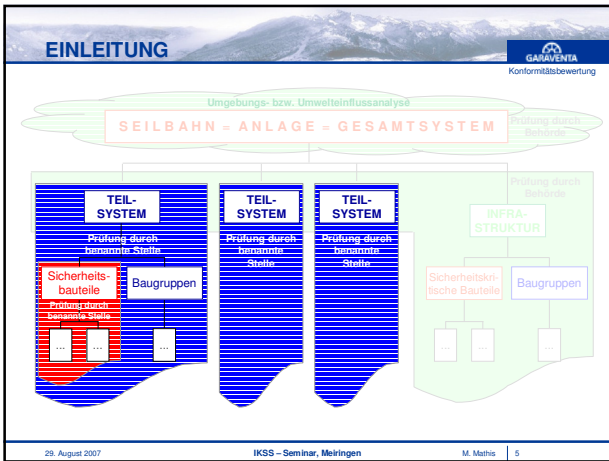 EINLEITUNG
GARAVENTA
Konformitätsbewertung
Umgebungs- bzw. Umwelteinflussanalyse
SEILBAHN = ANLAGE = GESAMTSYSTEM
Prüfung durch
Behörde
Prüfung durch
Behörde
TEIL-
SYSTEM
Prüfung durch
benannte Stelle
TEIL-
SYSTEM
Prüfung durch
benannte
Stelle
TEIL-
SYSTEM
Prüfung durch
benannte
Stelle
INFRA-
STRUKTUR
Sicherheits-
bauteile
Prüfung durch
benannte Stelle
Baugruppen
Sicherheitskri-
tische Bauteile
Baugruppen
...
...
...
...
...
...
29. August 2007
IKSS – Seminar, Meiringen
M. Mathis
5